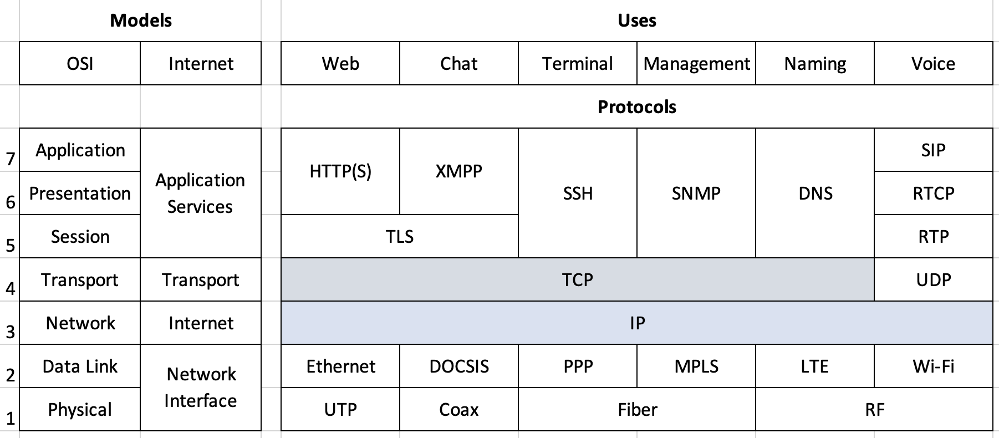 Models Uses
OSI Internet Web Chat Terminal Management Naming Voice
Protocols
7 Application HTTP(S) XMPP SIP
Application
Services
6 Presentation SSH SNMP DNS RTCP
5 Session TLS RTP
4 Transport Transport TCP UDP
3 Network Internet IP
2 Data Link Ethernet DOCSIS PPP MPLS LTE Wi-Fi
Network
Interface
1 Physical UTP Coax Fiber RF